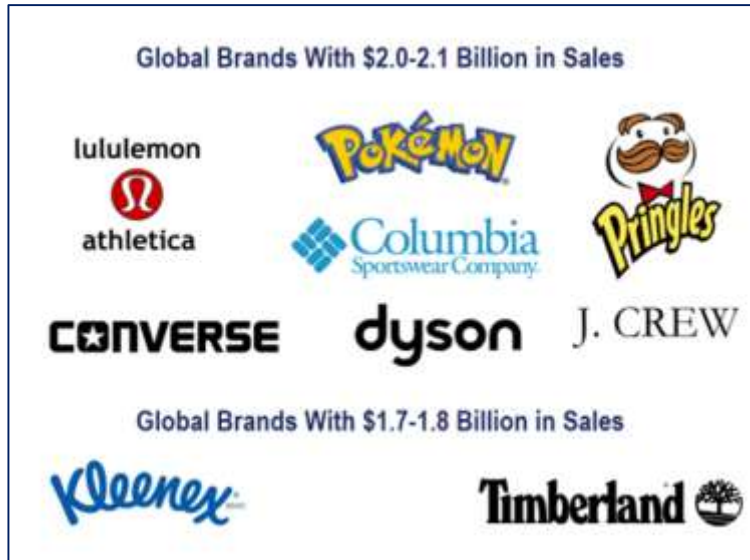 Global Brands With $2.0-2.1 Billion in Sales
lululemon
athletica
POKéMON
Pringles
Columbia
Sportswear Company
CONVERSE
dyson
J. CREW
Global Brands With $1.7-1.8 Billion in Sales
Kleenex
Timberland